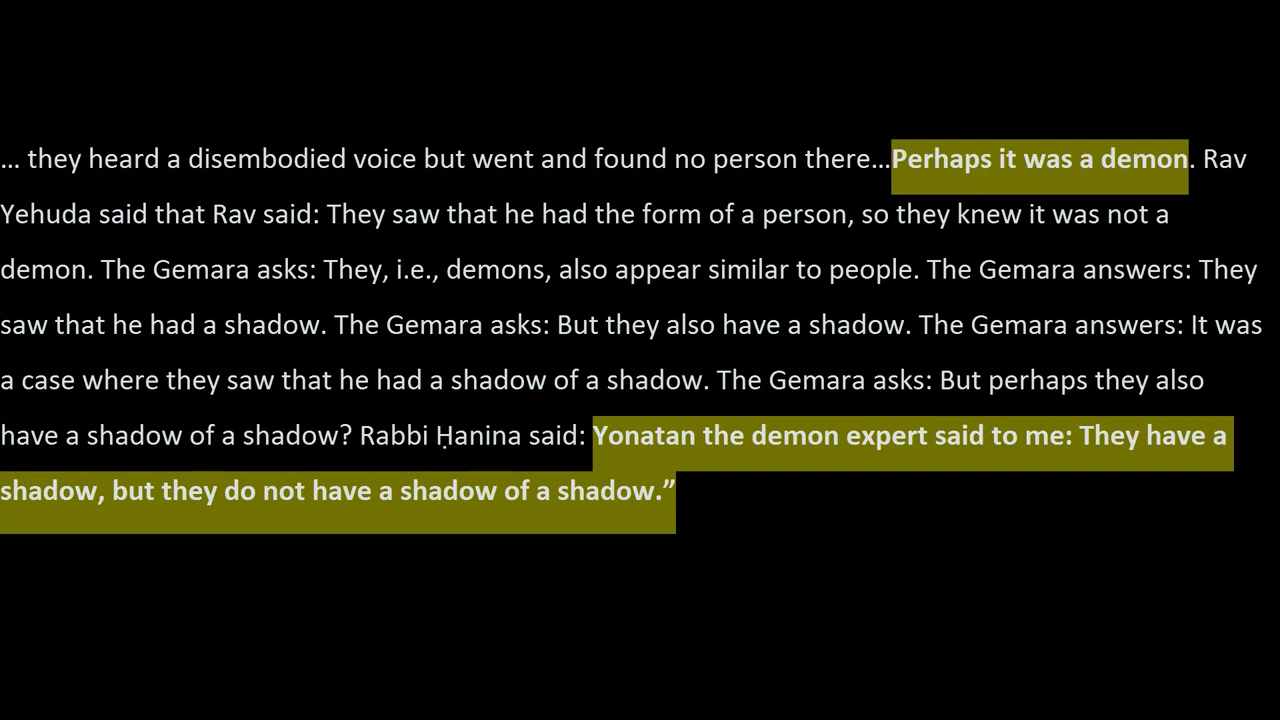 … they heard a disembodied voice but went and found no person there…Perhaps it was a demon. Rav
Yehuda said that Rav said: They saw that he had the form of a person, so they knew it was not a
demon. The Gemara asks: They, i.e., demons, also appear similar to people. The Gemara answers: They
saw that he had a shadow. The Gemara asks: But they also have a shadow. The Gemara answers: It was
a case where they saw that he had a shadow of a shadow. The Gemara asks: But perhaps they also
have a shadow of a shadow? Rabbi Ḥanina said: Yonatan the demon expert said to me: They have a
shadow, but they do not have a shadow of a shadow.”